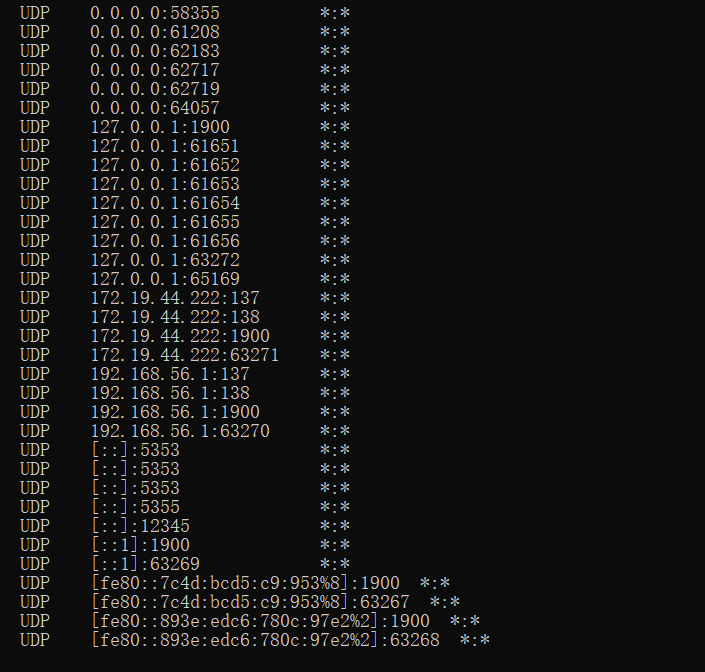 UDP    0.0.0.0:58355          *:*
UDP    0.0.0.0:61208          *:*
UDP    0.0.0.0:62183          *:*
UDP    0.0.0.0:62717          *:*
UDP    0.0.0.0:62719          *:*
UDP    0.0.0.0:64057          *:*
UDP    127.0.0.1:1900         *:*
UDP    127.0.0.1:61651        *:*
UDP    127.0.0.1:61652        *:*
UDP    127.0.0.1:61653        *:*
UDP    127.0.0.1:61654        *:*
UDP    127.0.0.1:61655        *:*
UDP    127.0.0.1:61656        *:*
UDP    127.0.0.1:63272        *:*
UDP    127.0.0.1:65169        *:*
UDP    172.19.44.222:137      *:*
UDP    172.19.44.222:138      *:*
UDP    172.19.44.222:1900     *:*
UDP    172.19.44.222:63271    *:*
UDP    192.168.56.1:137       *:*
UDP    192.168.56.1:138       *:*
UDP    192.168.56.1:1900      *:*
UDP    192.168.56.1:63270     *:*
UDP    [::]:5353              *:*
UDP    [::]:5353              *:*
UDP    [::]:5353              *:*
UDP    [::]:5355              *:*
UDP    [::]:12345             *:*
UDP    [::1]:1900             *:*
UDP    [::1]:63269            *:*
UDP    [fe80::7c4d:bcd5:c9:953%8]:1900  *:*
UDP    [fe80::7c4d:bcd5:c9:953%8]:63267  *:*
UDP    [fe80::893e:edc6:780c:97e2%2]:1900  *:*
UDP    [fe80::893e:edc6:780c:97e2%2]:63268  *:*